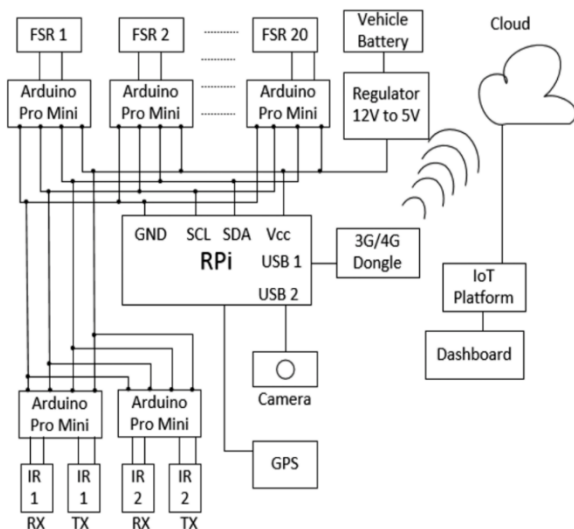 FSR 1
FSR 2
FSR 20
Vehicle
Battery
Cloud
Arduino
Pro Mini
Arduino
Pro Mini
Arduino
Pro Mini
Regulator
12V to 5V
GND SCL SDA Vcc
RPi
USB 1
USB 2
3G/4G
Dongle
IoT
Platform
Dashboard
Camera
GPS
Arduino
Pro Mini
Arduino
Pro Mini
IR
1
IR
1
IR
2
IR
2
RX TX RX TX